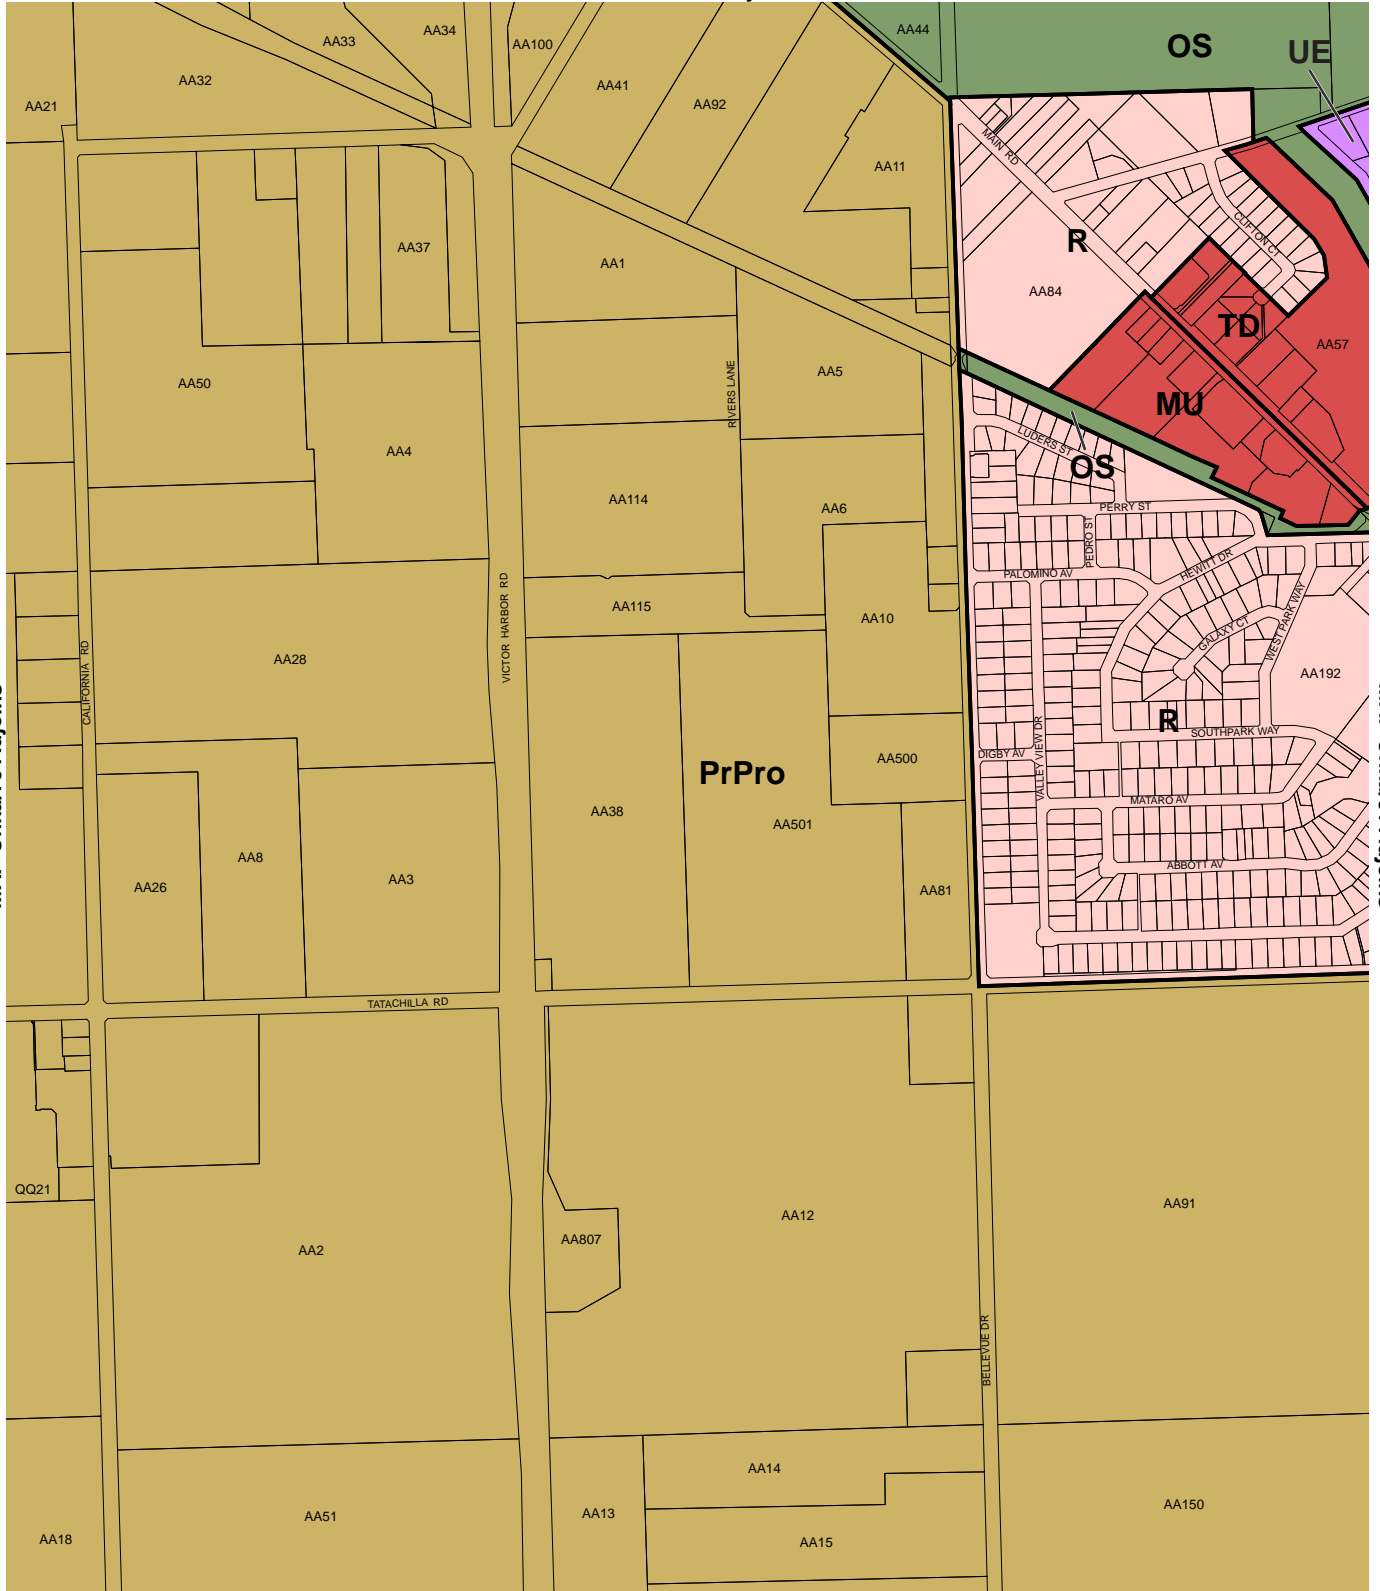 AA34
AA44
AA33
AA100
OS
UE
AA32
AA41
AA92
AA21
MAIN RD
AA11
CLIFTON CT
R
AA37
AA1
AA84
TD
AA57
AA5
AA50
RIVERS LANE
MU
LUDERS ST
AA4
OS
AA114
AA6
PERRY ST
PEDRO ST
HEWITT DR
PALOMINO AV
AA115
AA10
VICTOR HARBOR RD
WEST PARK WAY
GALAXY CT
AA28
CALIFORNIA RD
AA192
R
SOUTHPARK WAY
DIGBY AV
VALLEY VIEW DR
AA500
PrPro
MATARO AV
AA38
AA501
AA8
ABBOTT AV
AA26
AA3
AA81
TATACHILLA RD
QQ21
AA91
AA12
AA2
AA807
BELLEVUE DR
AA14
AA150
AA51
AA13
AA18
AA15